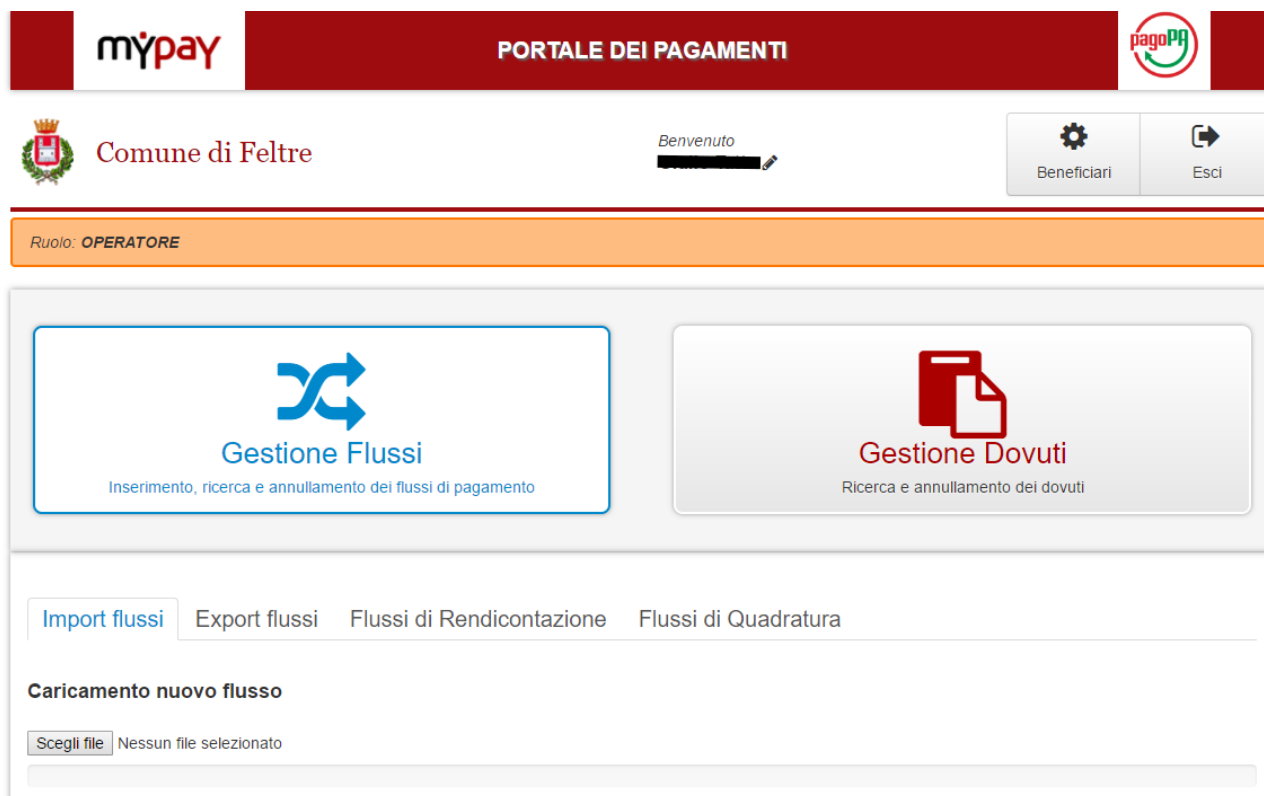 mypay
PORTALE DEI PAGAMENTI
pagoPA
Comune di Feltre
Benvenuto
Beneficiari
Esci
Ruolo: OPERATORE
Gestione Flussi
Inserimento, ricerca e annullamento dei flussi di pagamento
Gestione Dovuti
Ricerca e annullamento dei dovuti
Import flussi Export flussi Flussi di Rendicontazione Flussi di Quadratura
Caricamento nuovo flusso
Scegli file Nessun file selezionato